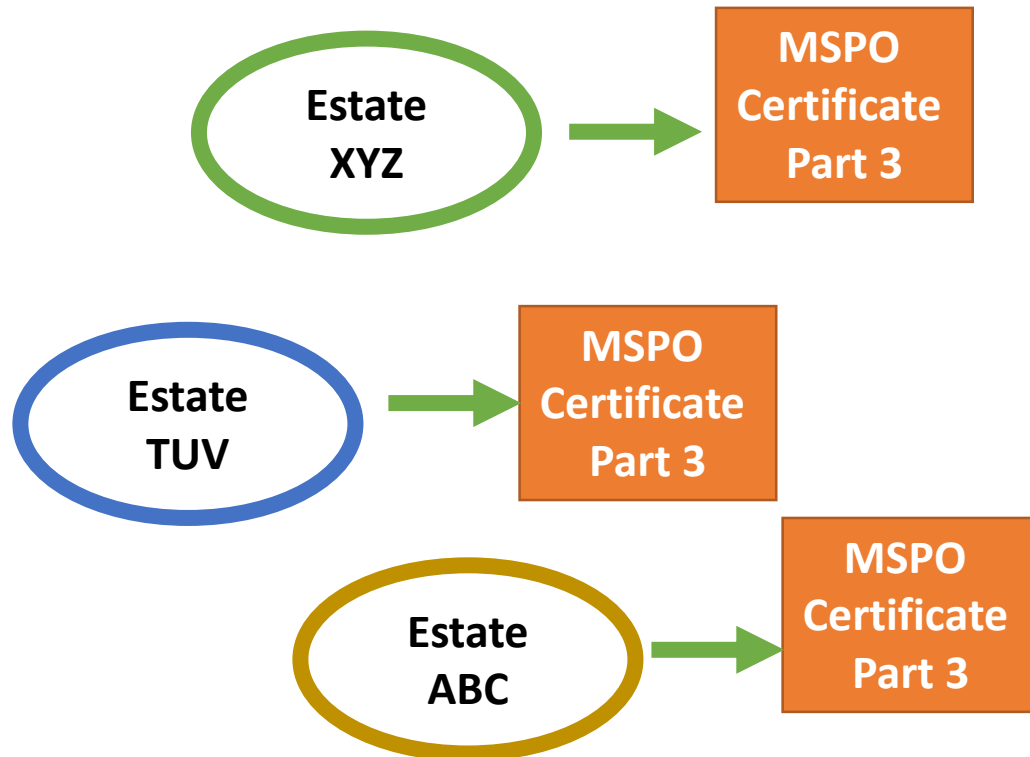 Estate
XYZ
MSPO
Certificate
Part 3
Estate
TUV
MSPO
Certificate
Part 3
Estate
ABC
MSPO
Certificate
Part 3